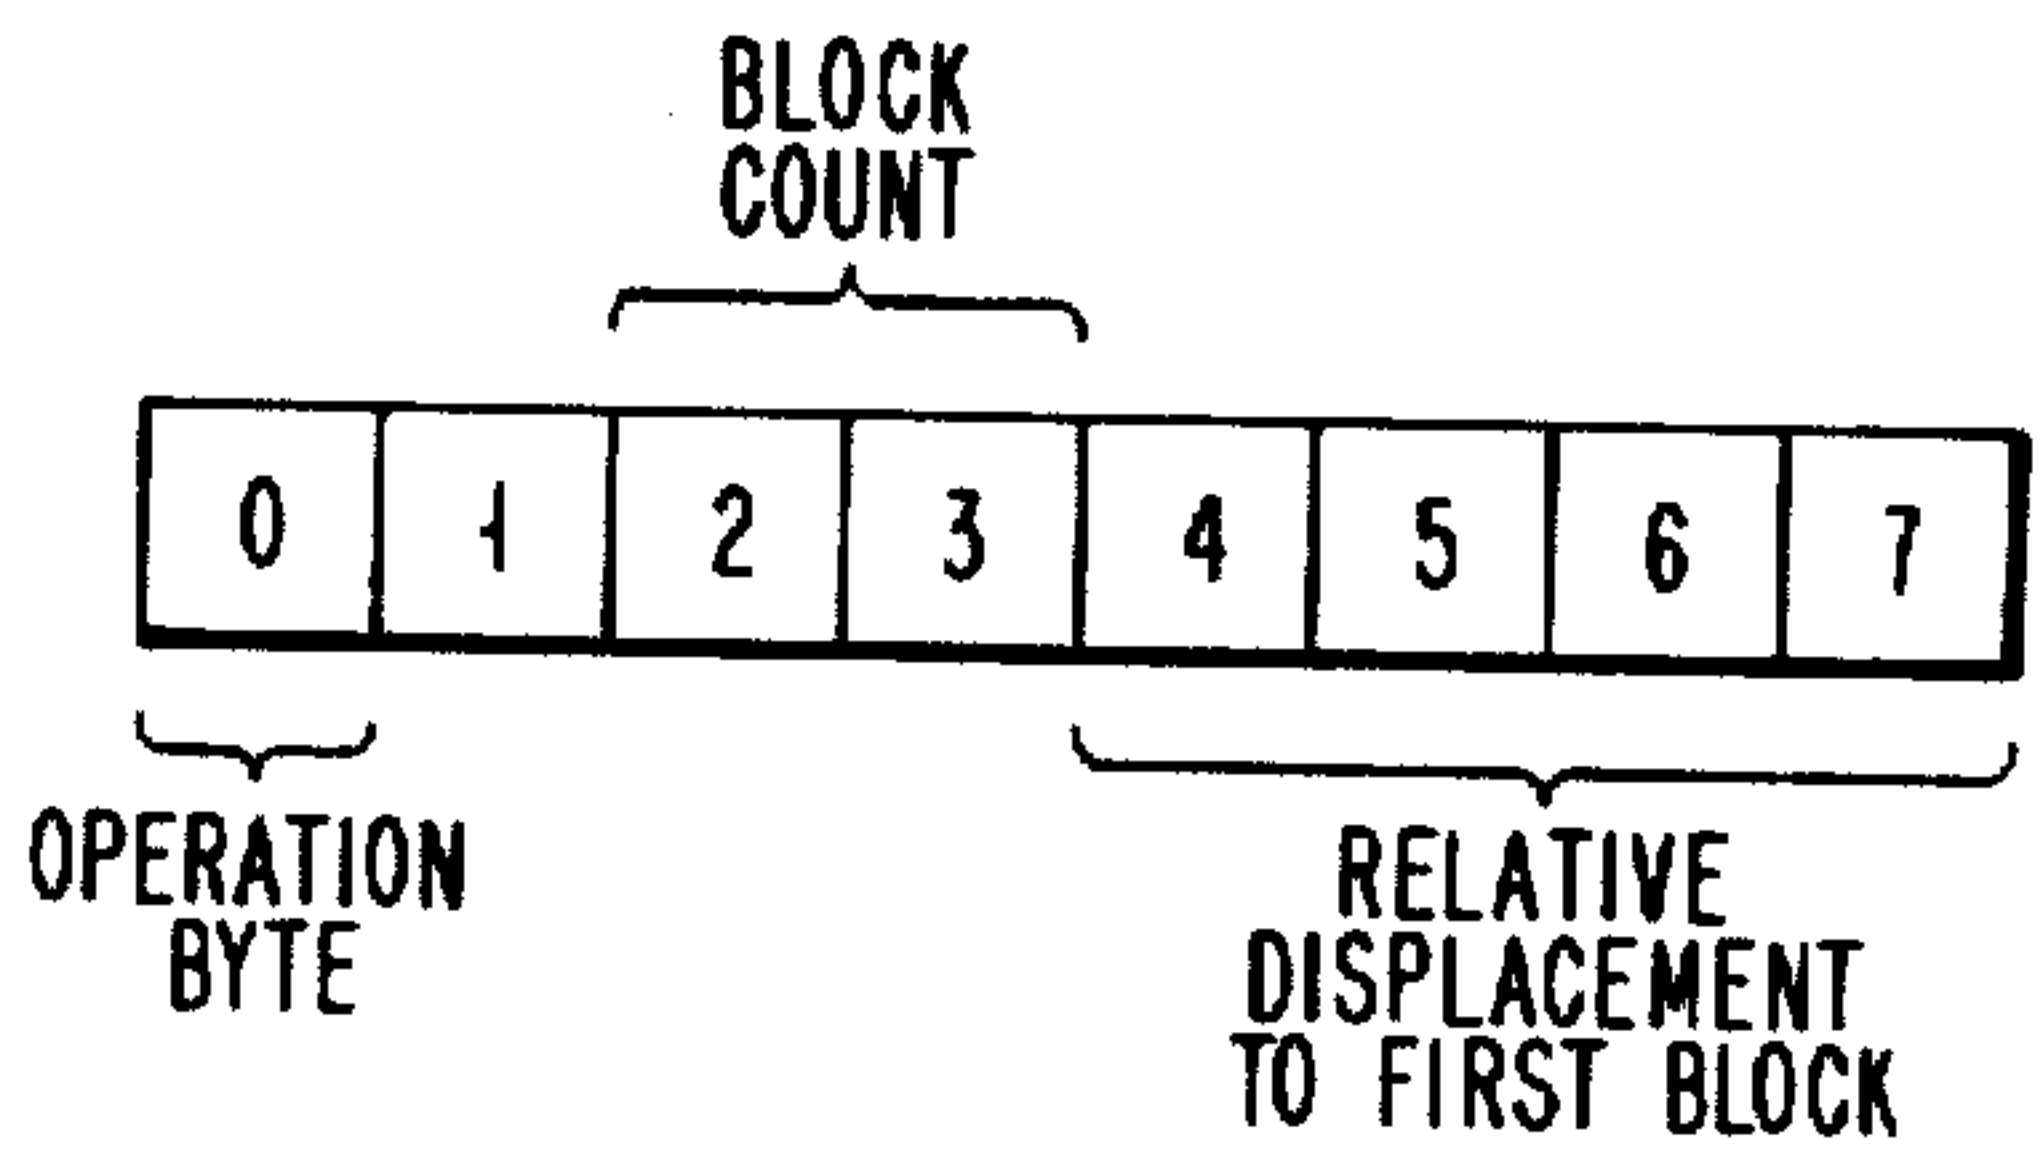 BLOCK
COUNT
0 1 2 3 4 5 6 7
OPERATION
BYTE
RELATIVE
DISPLACEMENT
TO FIRST BLOCK